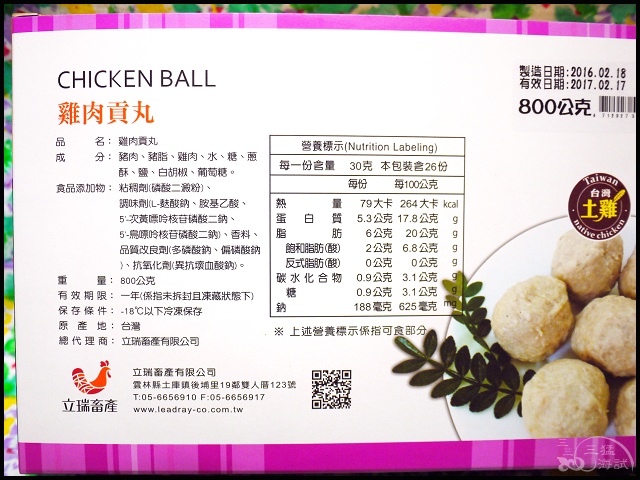 CHICKEN BALL
雞肉貢丸
品名：雞肉貢丸
成分：豬肉、豬脂、雞肉、水、糖、蔥
酥、鹽、白胡椒、葡萄糖。
食品添加物：粘稠劑(磷酸二澱粉)、
調味劑(L-麩酸鈉、胺基乙酸、
5'-次黃嘌呤核苷磷酸二鈉、
5'-鳥嘌呤核苷磷酸二鈉)、香料、
品質改良劑(多磷酸鈉、偏磷酸鈉
)、抗氧化劑(異抗壞血酸鈉)。
重量：800公克
有效期限：一年(係指未拆封且凍藏狀態下)
保存條件：-18℃以下冷凍保存
原產地：台灣
總代理商：立瑞畜產有限公司
營養標示(Nutrition Labeling)
每一份含量 30克 本包裝含26份
每份 每100公克
熱量 79大卡 264大卡 kcal
蛋白質 5.3公克 17.8公克 g
脂肪 6公克 20公克 g
飽和脂肪(酸) 2公克 6.8公克 g
反式脂肪(酸) 0公克 0公克 g
碳水化合物 0.9公克 3.1公克 g
糖 0.9公克 3.1公克 g
鈉 188毫克 625毫克 mg
※ 上述營養標示係指可食部分
製造日期:2016.02.18
有效日期:2017.02.17
800公克
Taiwan
台灣
土雞
native chicken
立瑞畜產
立瑞畜產有限公司
雲林縣土庫鎮後埔里19鄰雙人厝123號
T:05-6656910 F:05-6656917
www.leadray-co.com.tw